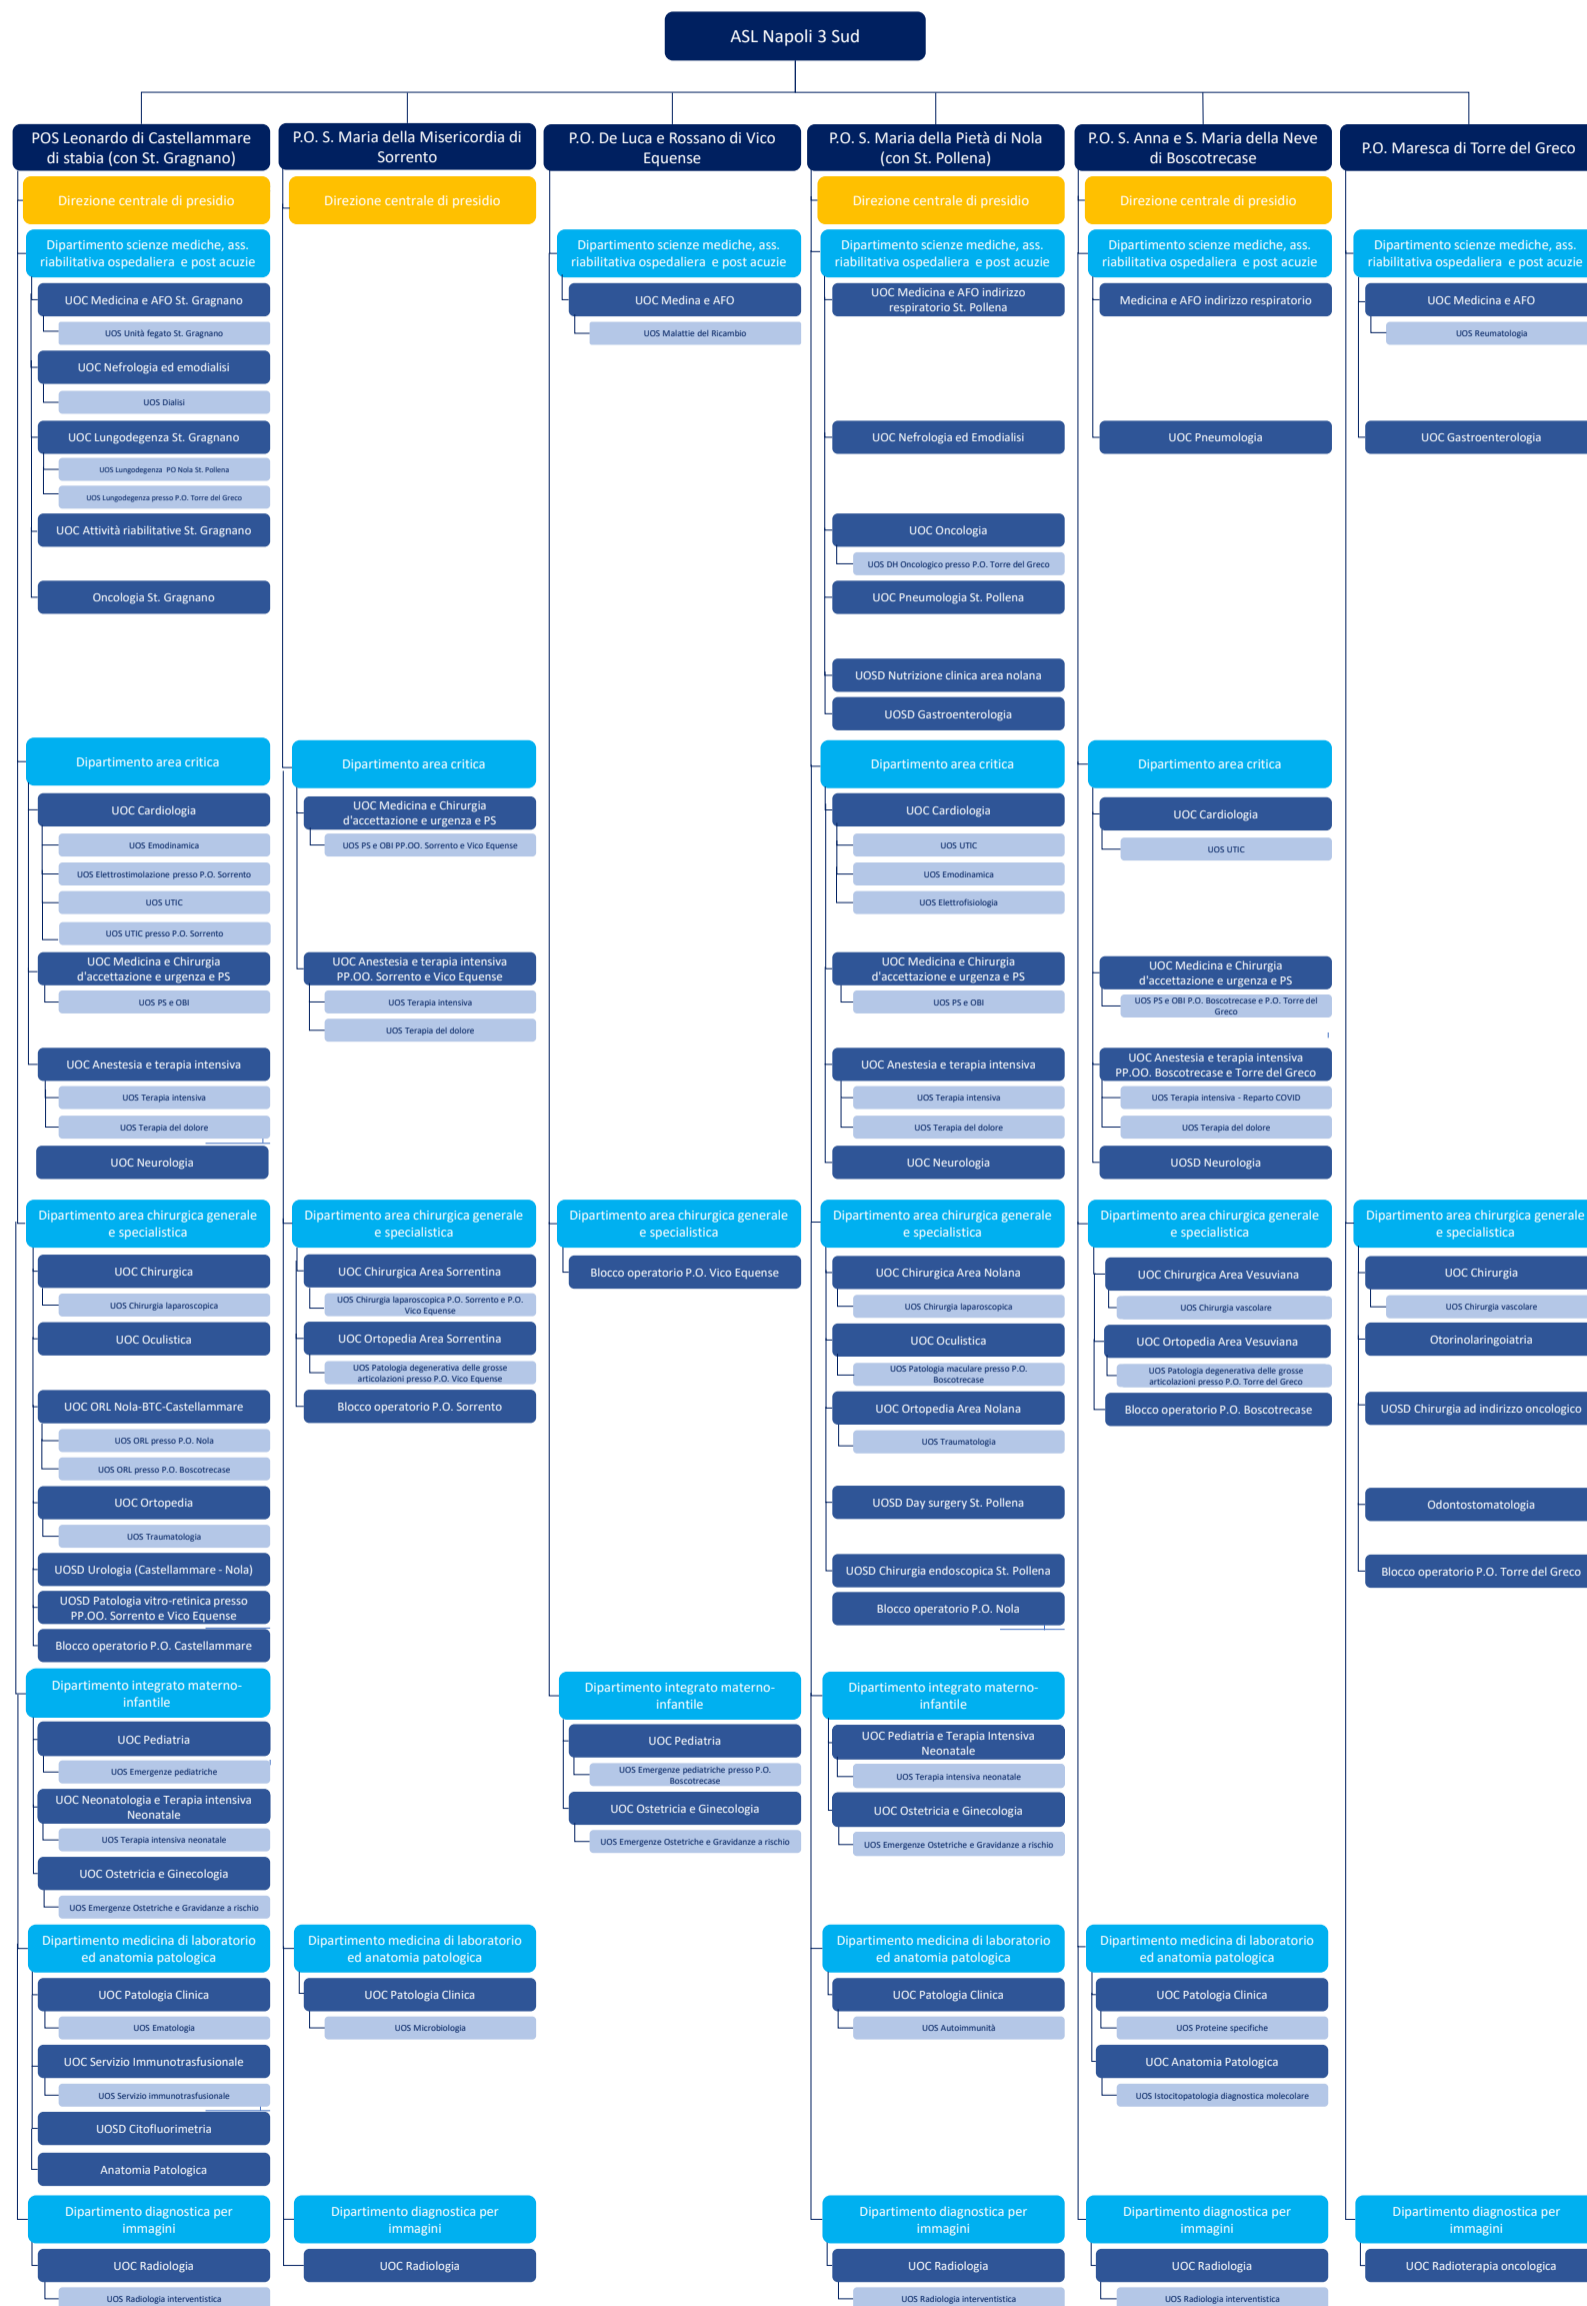 ASL Napoli 3 Sud
POS Leonardo di Castellammare
di stabia (con St. Gragnano)
Direzione centrale di presidio
Dipartimento scienze mediche, ass.
riabilitativa ospedaliera e post acuzie
UOC Medicina e AFO St. Gragnano
UOS Unità fegato St. Gragnano
UOC Nefrologia ed emodialisi
UOS Dialisi
UOC Lungodegenza St. Gragnano
UOS Lungodegenza PO Nola St. Pollena
UOS Lungodegenza presso P.O. Torre del Greco
UOC Attività riabilitative St. Gragnano
Oncologia St. Gragnano
Dipartimento area critica
UOC Cardiologia
UOS Emodinamica
UOS Elettrostimolazione presso P.O. Sorrento
UOS UTIC
UOS UTIC presso P.O. Sorrento
UOC Medicina e Chirurgia
d'accettazione e urgenza e PS
UOS PS e OBI
UOC Anestesia e terapia intensiva
UOS Terapia intensiva
UOS Terapia del dolore
UOC Neurologia
Dipartimento area chirurgica generale
e specialistica
UOC Chirurgica
UOS Chirurgia laparoscopica
UOC Oculistica
UOC ORL Nola-BTC-Castellammare
UOS ORL presso P.O. Nola
UOS ORL presso P.O. Boscotrecase
UOC Ortopedia
UOS Traumatologia
UOSD Urologia (Castellammare - Nola)
UOSD Patologia vitro-retinica presso
PP.OO. Sorrento e Vico Equense
Blocco operatorio P.O. Castellammare
Dipartimento integrato materno-
infantile
UOC Pediatria
UOS Emergenze pediatriche
UOC Neonatologia e Terapia intensiva
Neonatale
UOS Terapia intensiva neonatale
UOC Ostetricia e Ginecologia
UOS Emergenze Ostetriche e Gravidanze a rischio
Dipartimento medicina di laboratorio
ed anatomia patologica
UOC Patologia Clinica
UOS Ematologia
UOC Servizio Immunotrasfusionale
UOS Servizio immunotrasfusionale
UOSD Citofluorimetria
Anatomia Patologica
Dipartimento diagnostica per
immagini
UOC Radiologia
UOS Radiologia interventistica
P.O. S. Maria della Misericordia di
Sorrento
Direzione centrale di presidio
Dipartimento area critica
UOC Medicina e Chirurgia
d'accettazione e urgenza e PS
UOS PS e OBI PP.OO. Sorrento e Vico Equense
UOC Anestesia e terapia intensiva
PP.OO. Sorrento e Vico Equense
UOS Terapia intensiva
UOS Terapia del dolore
Dipartimento area chirurgica generale
e specialistica
UOC Chirurgica Area Sorrentina
UOS Chirurgia laparoscopica P.O. Sorrento e P.O.
Vico Equense
UOC Ortopedia Area Sorrentina
UOS Patologia degenerativa delle grosse
articolazioni presso P.O. Vico Equense
Blocco operatorio P.O. Sorrento
Dipartimento medicina di laboratorio
ed anatomia patologica
UOC Patologia Clinica
UOS Microbiologia
Dipartimento diagnostica per
immagini
UOC Radiologia
P.O. De Luca e Rossano di Vico
Equense
Dipartimento scienze mediche, ass.
riabilitativa ospedaliera e post acuzie
UOC Medina e AFO
UOS Malattie del Ricambio
Dipartimento area chirurgica generale
e specialistica
Blocco operatorio P.O. Vico Equense
Dipartimento integrato materno-
infantile
UOC Pediatria
UOS Emergenze pediatriche presso P.O.
Boscotrecase
UOC Ostetricia e Ginecologia
UOS Emergenze Ostetriche e Gravidanze a rischio
P.O. S. Maria della Pietà di Nola
(con St. Pollena)
Direzione centrale di presidio
Dipartimento scienze mediche, ass.
riabilitativa ospedaliera e post acuzie
UOC Medicina e AFO indirizzo
respiratorio St. Pollena
UOC Nefrologia ed Emodialisi
UOC Oncologia
UOS DH Oncologico presso P.O. Torre del Greco
UOC Pneumologia St. Pollena
UOSD Nutrizione clinica area nolana
UOSD Gastroenterologia
Dipartimento area critica
UOC Cardiologia
UOS UTIC
UOS Emodinamica
UOS Elettrofisiologia
UOC Medicina e Chirurgia
d'accettazione e urgenza e PS
UOS PS e OBI
UOC Anestesia e terapia intensiva
UOS Terapia intensiva
UOS Terapia del dolore
UOC Neurologia
Dipartimento area chirurgica generale
e specialistica
UOC Chirurgica Area Nolana
UOS Chirurgia laparoscopica
UOC Oculistica
UOS Patologia maculare presso P.O.
Boscotrecase
UOC Ortopedia Area Nolana
UOS Traumatologia
UOSD Day surgery St. Pollena
UOSD Chirurgia endoscopica St. Pollena
Blocco operatorio P.O. Nola
Dipartimento integrato materno-
infantile
UOC Pediatria e Terapia Intensiva
Neonatale
UOS Terapia intensiva neonatale
UOC Ostetricia e Ginecologia
UOS Emergenze Ostetriche e Gravidanze a rischio
Dipartimento medicina di laboratorio
ed anatomia patologica
UOC Patologia Clinica
UOS Autoimmunità
Dipartimento diagnostica per
immagini
UOC Radiologia
UOS Radiologia interventistica
P.O. S. Anna e S. Maria della Neve
di Boscotrecase
Direzione centrale di presidio
Dipartimento scienze mediche, ass.
riabilitativa ospedaliera e post acuzie
Medicina e AFO indirizzo respiratorio
UOC Pneumologia
Dipartimento area critica
UOC Cardiologia
UOS UTIC
UOC Medicina e Chirurgia
d'accettazione e urgenza e PS
UOS PS e OBI P.O. Boscotrecase e P.O. Torre del
Greco
UOC Anestesia e terapia intensiva
PP.OO. Boscotrecase e Torre del Greco
UOS Terapia intensiva - Reparto COVID
UOS Terapia del dolore
UOSD Neurologia
Dipartimento area chirurgica generale
e specialistica
UOC Chirurgica Area Vesuviana
UOS Chirurgia vascolare
UOC Ortopedia Area Vesuviana
UOS Patologia degenerativa delle grosse
articolazioni presso P.O. Torre del Greco
Blocco operatorio P.O. Boscotrecase
Dipartimento medicina di laboratorio
ed anatomia patologica
UOC Patologia Clinica
UOS Proteine specifiche
UOC Anatomia Patologica
UOS Istocitopatologia diagnostica molecolare
Dipartimento diagnostica per
immagini
UOC Radiologia
UOS Radiologia interventistica
P.O. Maresca di Torre del Greco
Dipartimento scienze mediche, ass.
riabilitativa ospedaliera e post acuzie
UOC Medicina e AFO
UOS Reumatologia
UOC Gastroenterologia
Dipartimento area chirurgica generale
e specialistica
UOC Chirurgia
UOS Chirurgia vascolare
Otorinolaringoiatria
UOSD Chirurgia ad indirizzo oncologico
Odontostomatologia
Blocco operatorio P.O. Torre del Greco
Dipartimento diagnostica per
immagini
UOC Radioterapia oncologica